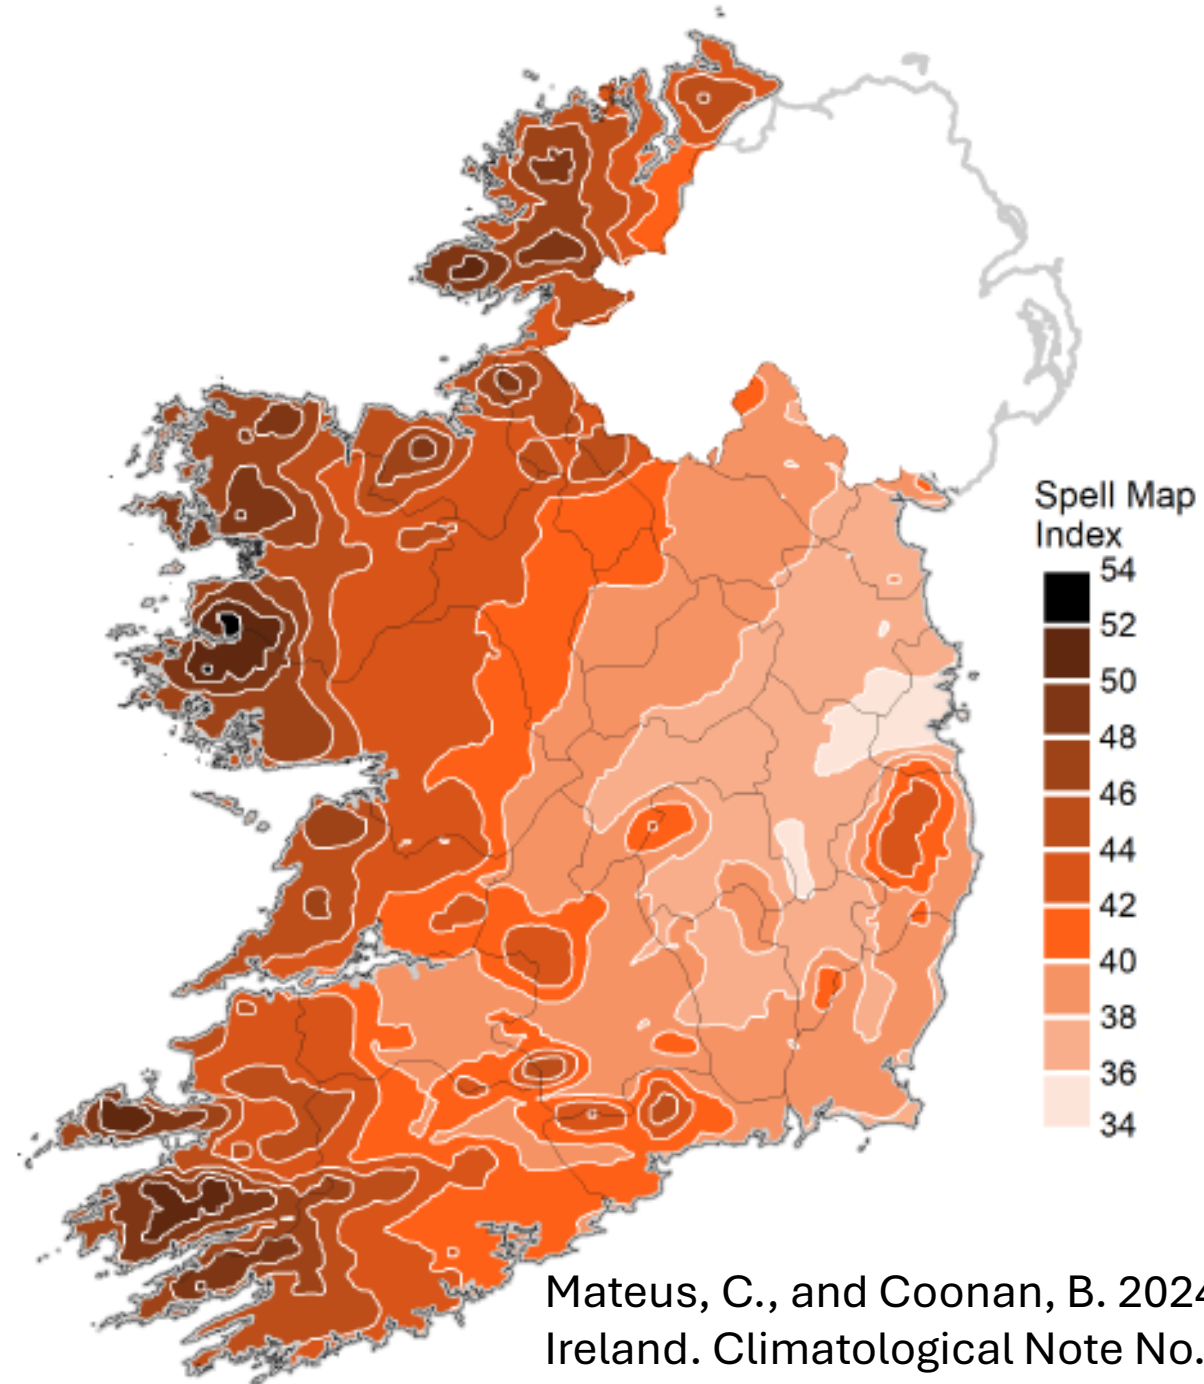 Spell Map
Index
54
52
50
48
46
44
42
40
38
36
34
Mateus, C., and Coonan, B. 2024
Ireland. Climatological Note No.